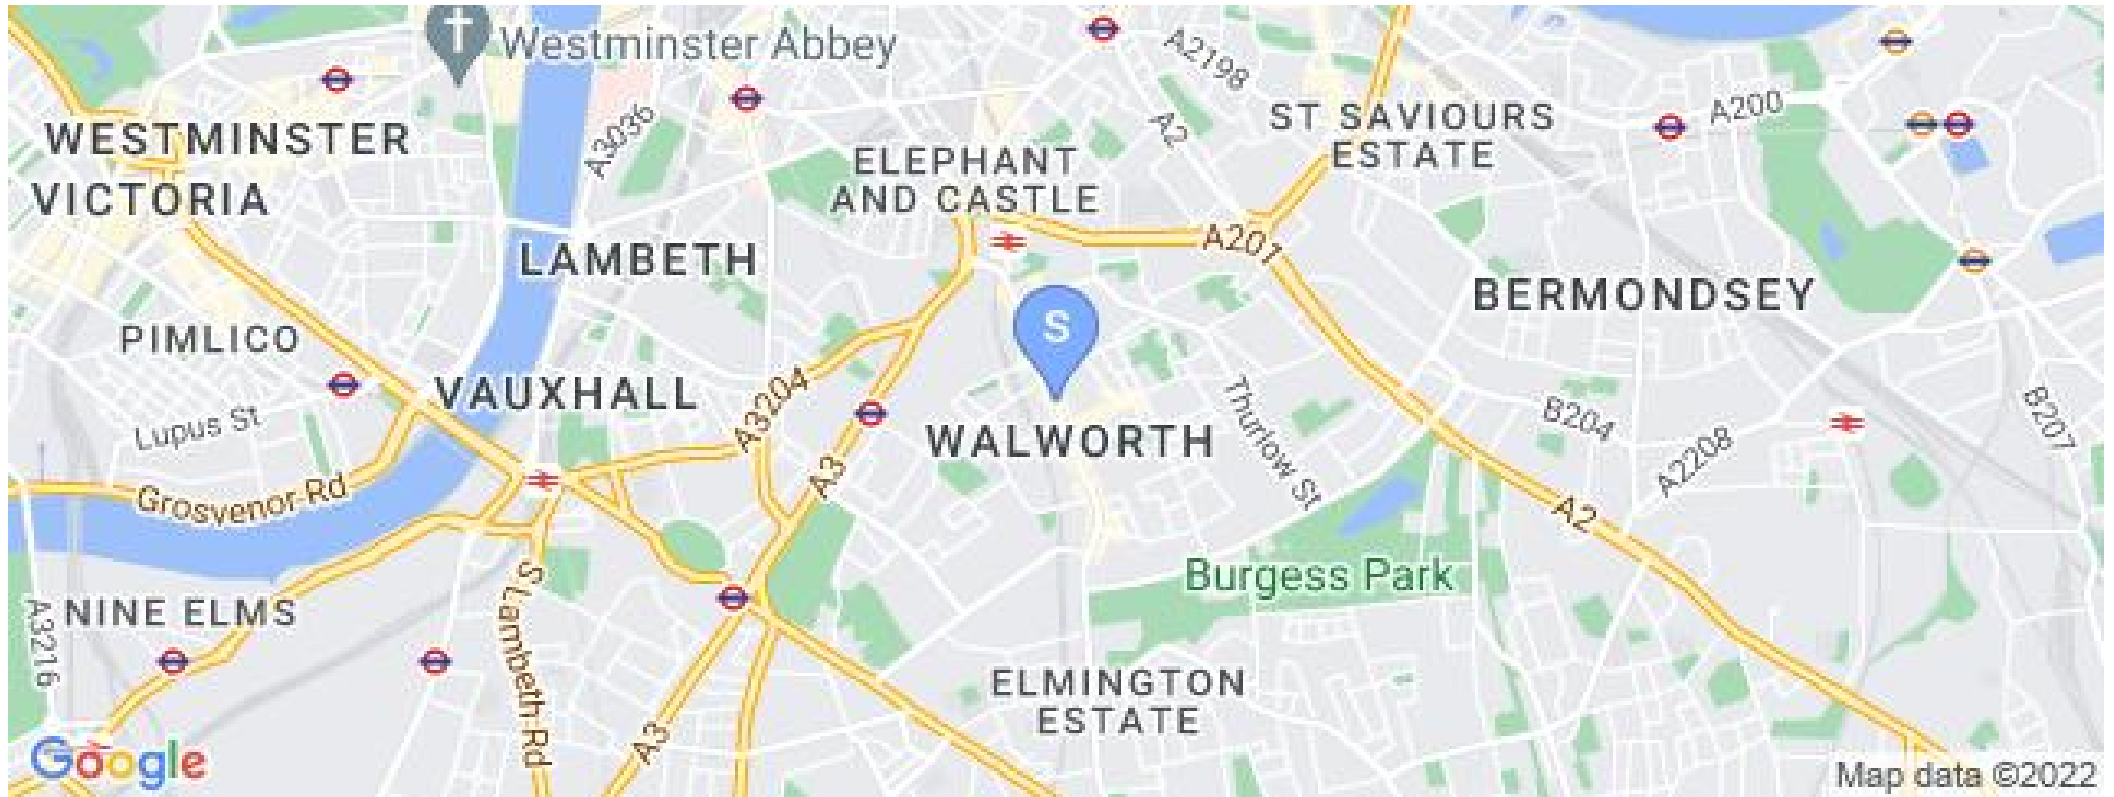 Westminster Abbey
A2198
A3036
A2
A200
ST SAVIOURS
ESTATE
WESTMINSTER
ELEPHANT
AND CASTLE
VICTORIA
A201
LAMBETH
BERMONDSEY
S
PIMLICO
VAUXHALL
A3204
Lupus St
Thurlow St
B204
B207
WALWORTH
A2208
A3
Grosvenor Rd
A2
Burgess Park
S Lambeth Rd
A3216
NINE ELMS
ELMINGTON
ESTATE
A3
Google
Map data ©2022